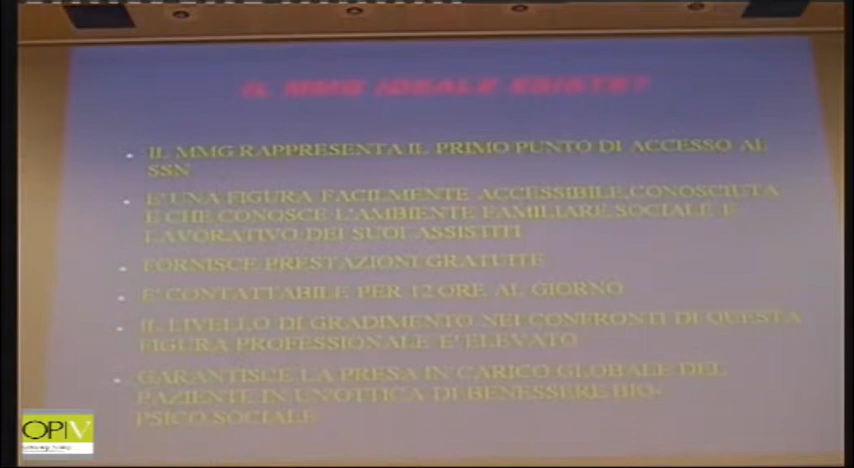 IL MMG IDEALE ESISTE?
• IL MMG RAPPRESENTA IL PRIMO PUNTO DI ACCESSO AL
SSN
• E' UNA FIGURA FACILMENTE ACCESSIBILE,CONOSCIUTA
E CHE CONOSCE L'AMBIENTE FAMILIARE,SOCIALE E
LAVORATIVO DEI SUOI ASSISTITI
• FORNISCE PRESTAZIONI GRATUITE
• E' CONTATTABILE PER 12 ORE AL GIORNO
• IL LIVELLO DI GRADIMENTO NEI CONFRONTI DI QUESTA
FIGURA PROFESSIONALE E' ELEVATO
• GARANTISCE LA PRESA IN CARICO GLOBALE DEL
PAZIENTE IN UN'OTTICA DI BENESSERE BIO-
PSICO.SOCIALE
OPIV